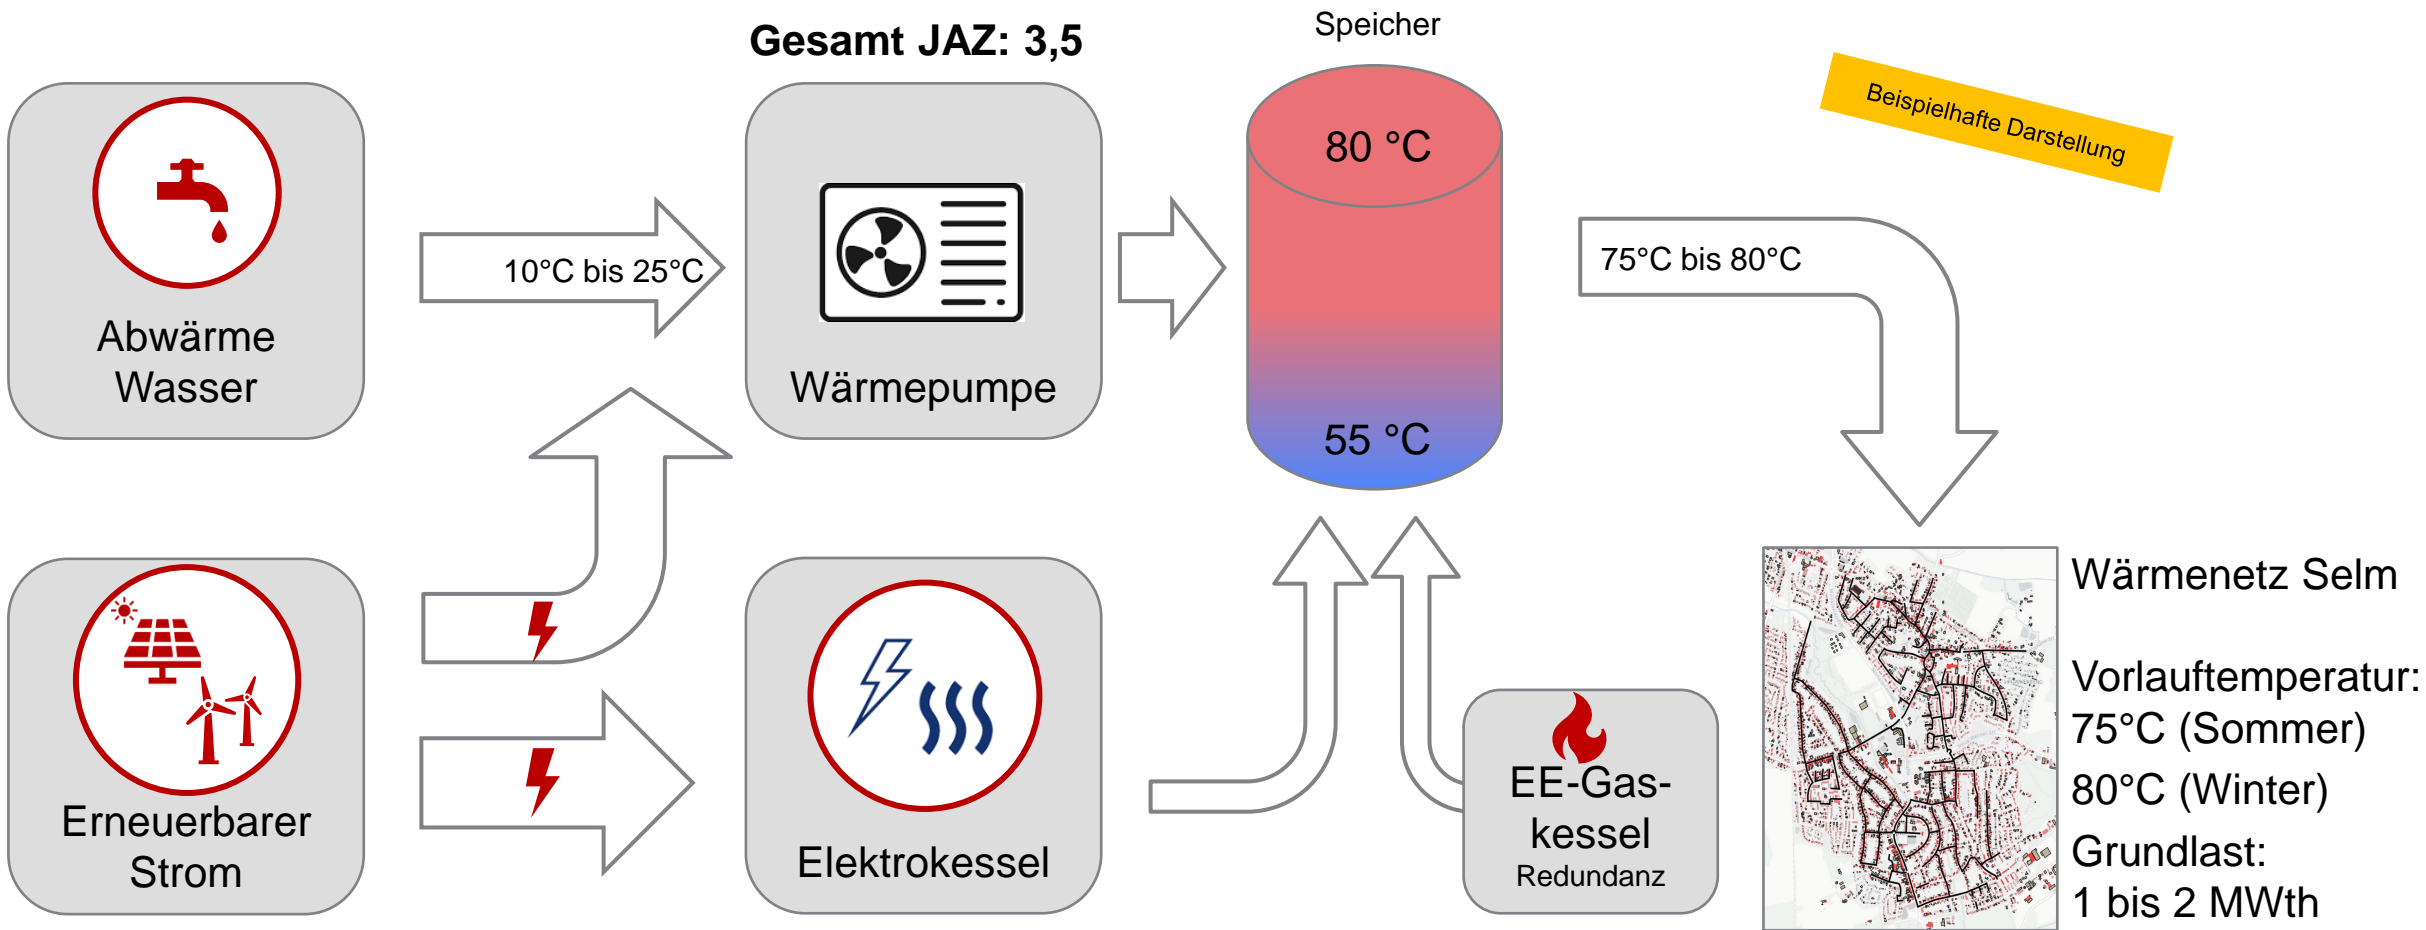 Gesamt JAZ: 3,5
Speicher
Beispielhafte Darstellung
Abwärme
Wasser
10°C bis 25°C
Wärmepumpe
80 °C
55 °C
75°C bis 80°C
Erneuerbarer
Strom
Elektrokessel
EE-Gas-
kessel
Redundanz
Wärmenetz Selm
Vorlauftemperatur:
75°C (Sommer)
80°C (Winter)
Grundlast:
1 bis 2 MWth